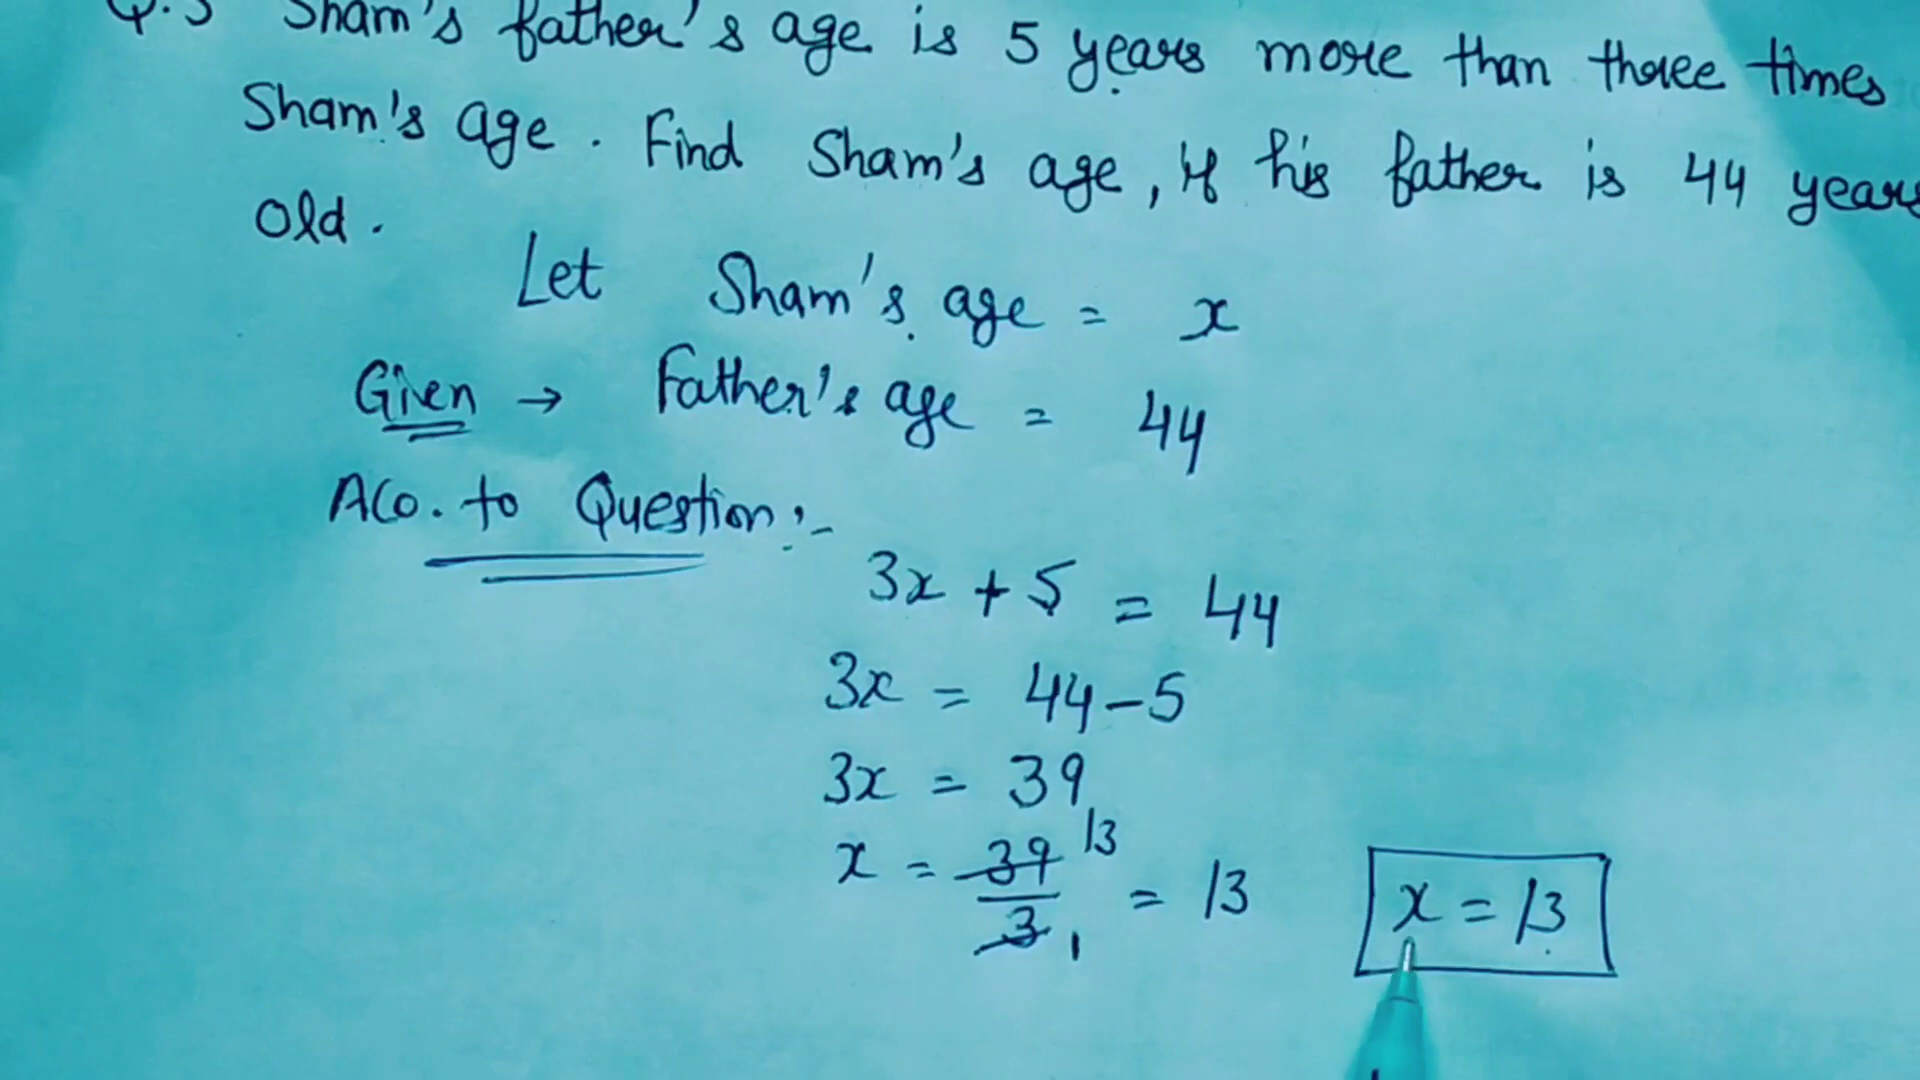 Q.5 Sham's father's age is 5 years more than three times
Sham's age. Find Sham's age, if his father is 44 years
old.
Let Sham's age = x
Given → Father's age = 44
Aco. to Question :-
3x + 5 = 44
3x = 44 - 5
3x = 39
x = 39/3 13 1 = 13
x = 13